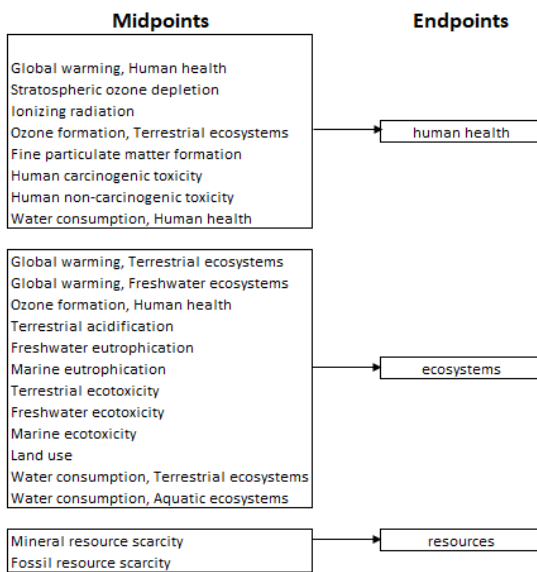 Midpoints
Endpoints
Global warming, Human health
Stratospheric ozone depletion
Ionizing radiation
Ozone formation, Terrestrial ecosystems
Fine particulate matter formation
Human carcinogenic toxicity
Human non-carcinogenic toxicity
Water consumption, Human health
human health
Global warming, Terrestrial ecosystems
Global warming, Freshwater ecosystems
Ozone formation, Human health
Terrestrial acidification
Freshwater eutrophication
Marine eutrophication
Terrestrial ecotoxicity
Freshwater ecotoxicity
Marine ecotoxicity
Land use
Water consumption, Terrestrial ecosystems
Water consumption, Aquatic ecosystems
ecosystems
Mineral resource scarcity
Fossil resource scarcity
resources